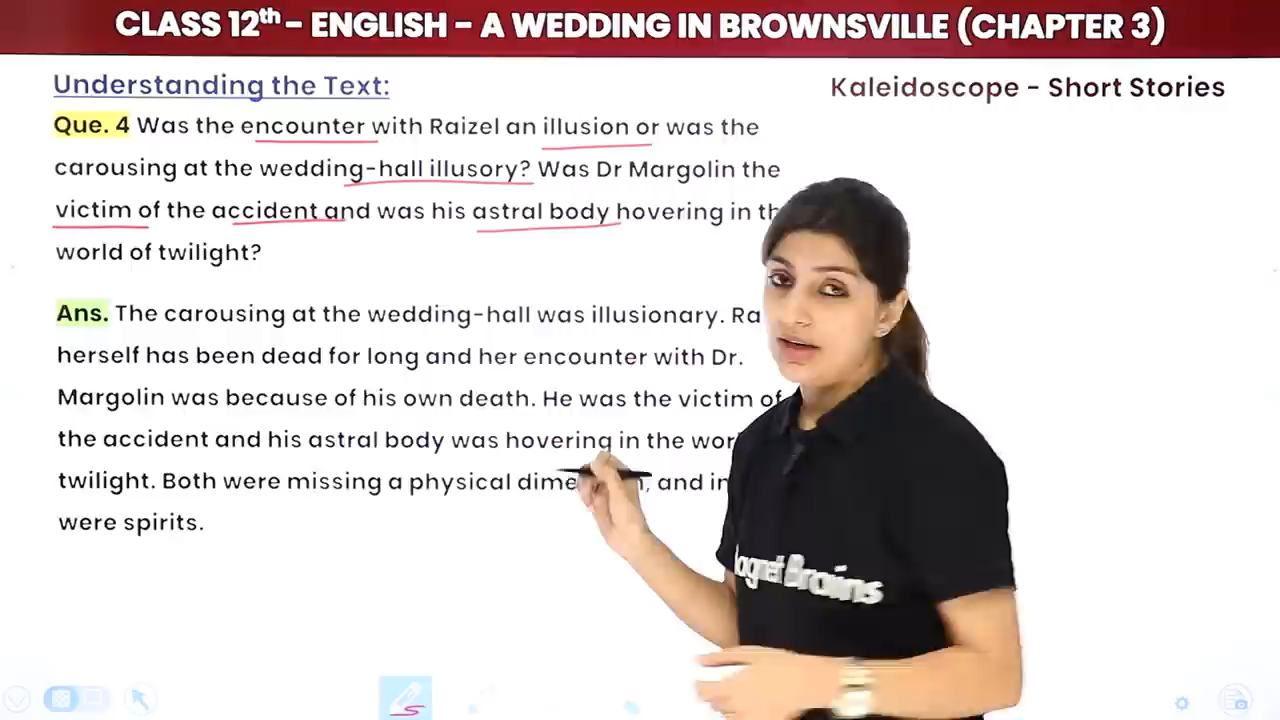 CLASS 12th – ENGLISH – A WEDDING IN BROWNSVILLE (CHAPTER 3)
Understanding the Text:
Kaleidoscope - Short Stories
Que. 4 Was the encounter with Raizel an illusion or was the
carousing at the wedding-hall illusory? Was Dr Margolin the
victim of the accident and was his astral body hovering in
world of twilight?
Ans. The carousing at the wedding-hall was illusionary.
herself has been dead for long and her encounter with Dr.
Margolin was because of his own death. He was the victim of
the accident and his astral body was hovering in the
twilight. Both were missing a physical and in
were spirits.
Magnet Brains